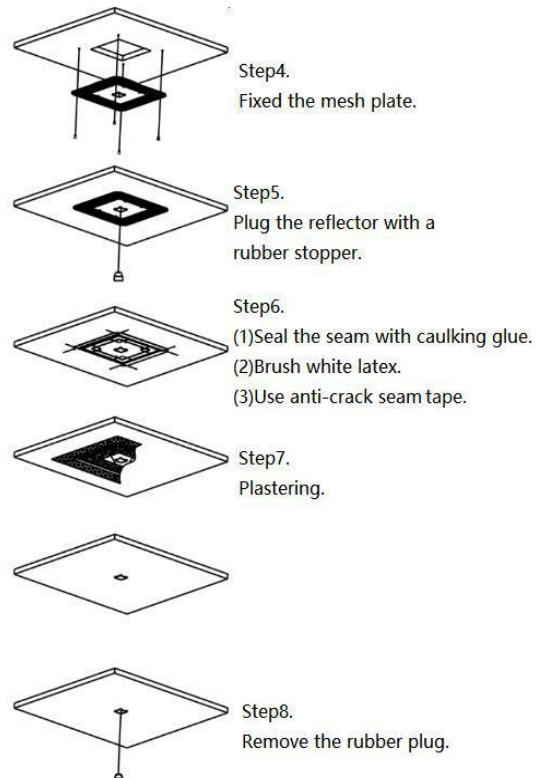 Step4.
Fixed the mesh plate.
Step5.
Plug the reflector with a
rubber stopper.
Step6.
(1)Seal the seam with caulking glue.
(2)Brush white latex.
(3)Use anti-crack seam tape.
Step7.
Plastering.
Step8.
Remove the rubber plug.